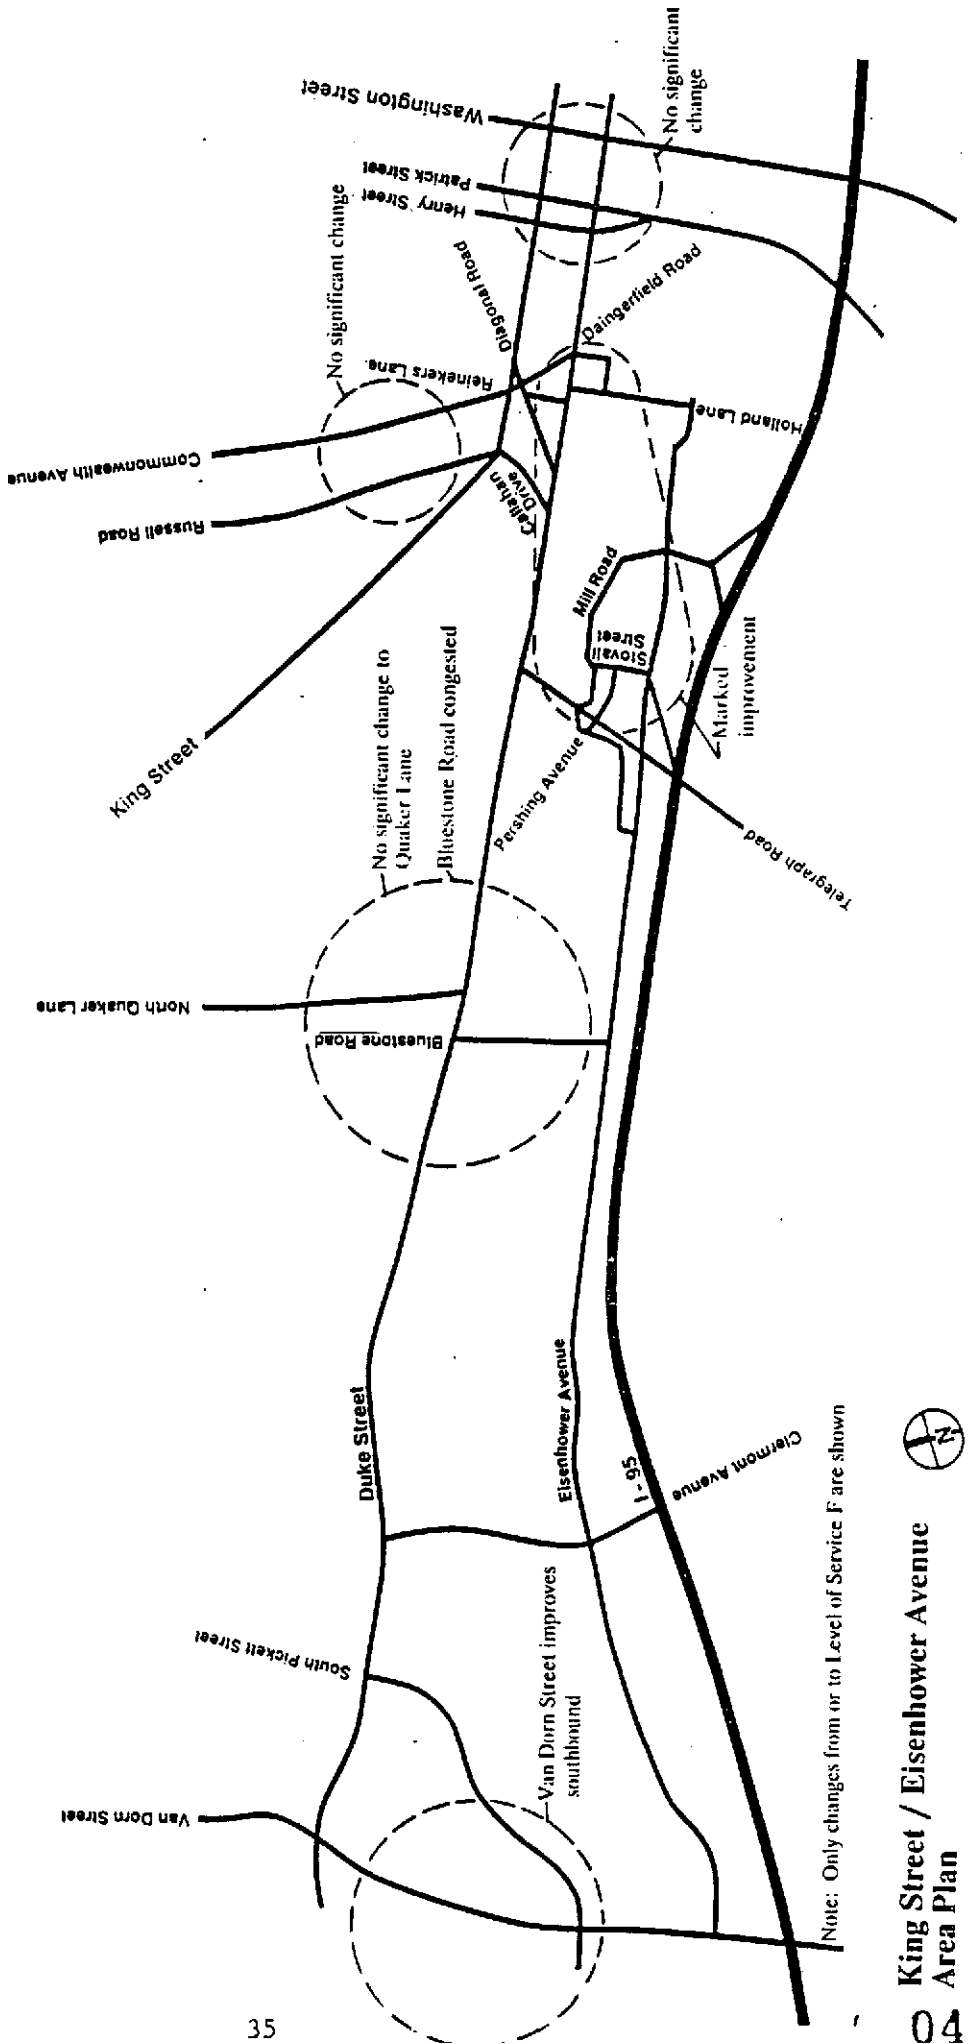 Washington Street
Patrick Street
Henry Street
No significant
change
Diagonal Road
Daingerfield Road
No significant change
Reinekers Lane
Holland Lane
Commonwealth Avenue
Russell Road
Callahan
Drive
King Street
Mill Road
Stovall
Street
Marked
improvement
No significant change to
Quaker Lane
Bluestone Road congested
Pershing Avenue
Telegraph Road
North Quaker Lane
Bluestone Road
Duke Street
Eisenhower Avenue
I-95
Clermont Avenue
South Pickett Street
Van Dorn Street improves
southbound
Van Dorn Street
Note: Only changes from or to Level of Service F are shown
N
King Street / Eisenhower Avenue
Area Plan
35
04